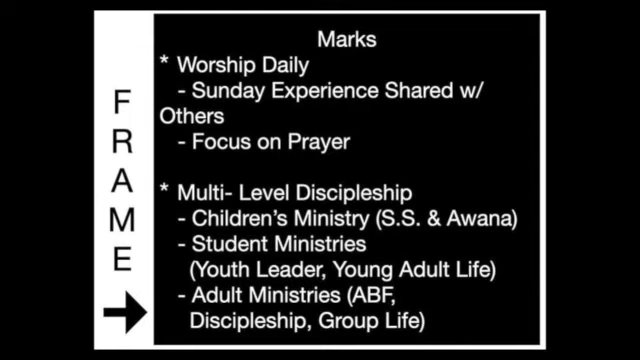 FRAME
Marks
* Worship Daily
- Sunday Experience Shared w/
Others
- Focus on Prayer
* Multi- Level Discipleship
- Children's Ministry (S.S. & Awana)
- Student Ministries
(Youth Leader, Young Adult Life)
- Adult Ministries (ABF,
Discipleship, Group Life)